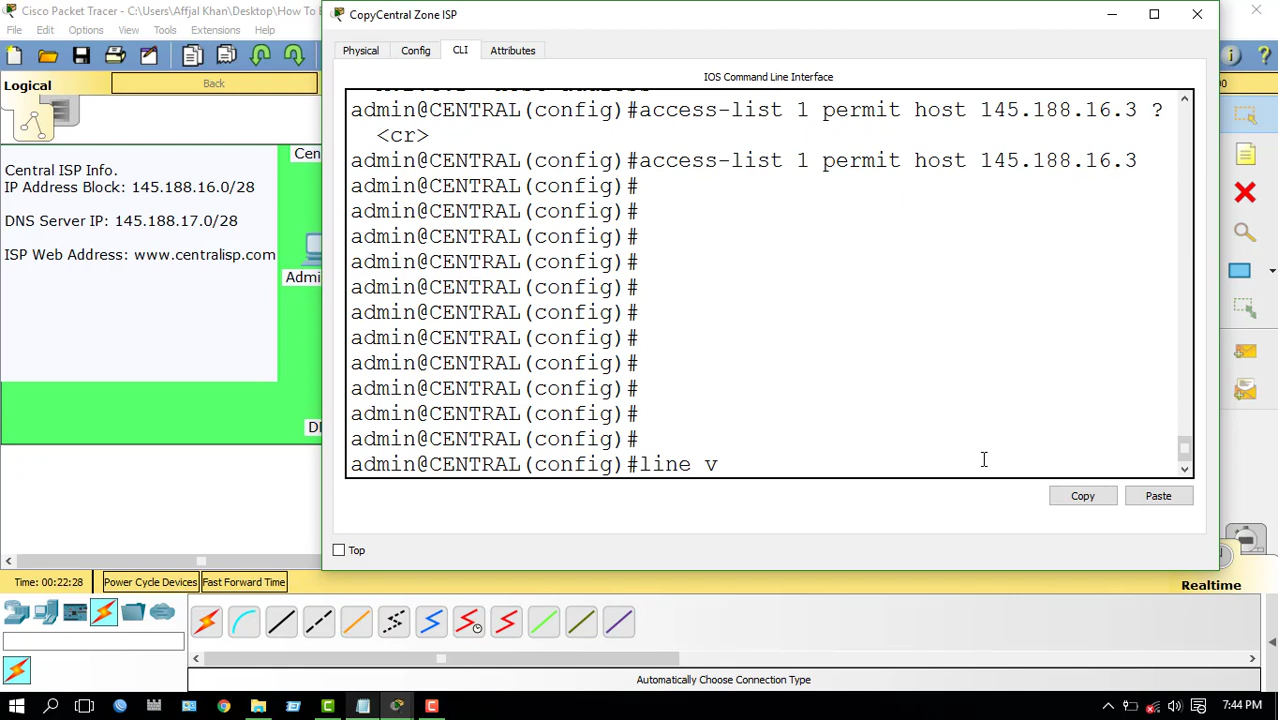 Cisco Packet Tracer - C:\Users\Affjal Khan\Desktop\How To
File Edit Options View Tools Extensions Help
Logical
Back
Central ISP Info.
IP Address Block: 145.188.16.0/28
DNS Server IP: 145.188.17.0/28
ISP Web Address: www.centralisp.com
Cen
Admi
CopyCentral Zone ISP
Physical Config CLI Attributes
IOS Command Line Interface
admin@CENTRAL(config)#access-list 1 permit host 145.188.16.3 ?
<cr>
admin@CENTRAL(config)#access-list 1 permit host 145.188.16.3
admin@CENTRAL(config)#
admin@CENTRAL(config)#
admin@CENTRAL(config)#
admin@CENTRAL(config)#
admin@CENTRAL(config)#
admin@CENTRAL(config)#
admin@CENTRAL(config)#
admin@CENTRAL(config)#
admin@CENTRAL(config)#
admin@CENTRAL(config)#
admin@CENTRAL(config)#
admin@CENTRAL(config)#line v
Copy Paste
Top
Time: 00:22:28 Power Cycle Devices Fast Forward Time
Realtime
Automatically Choose Connection Type
7:44 PM